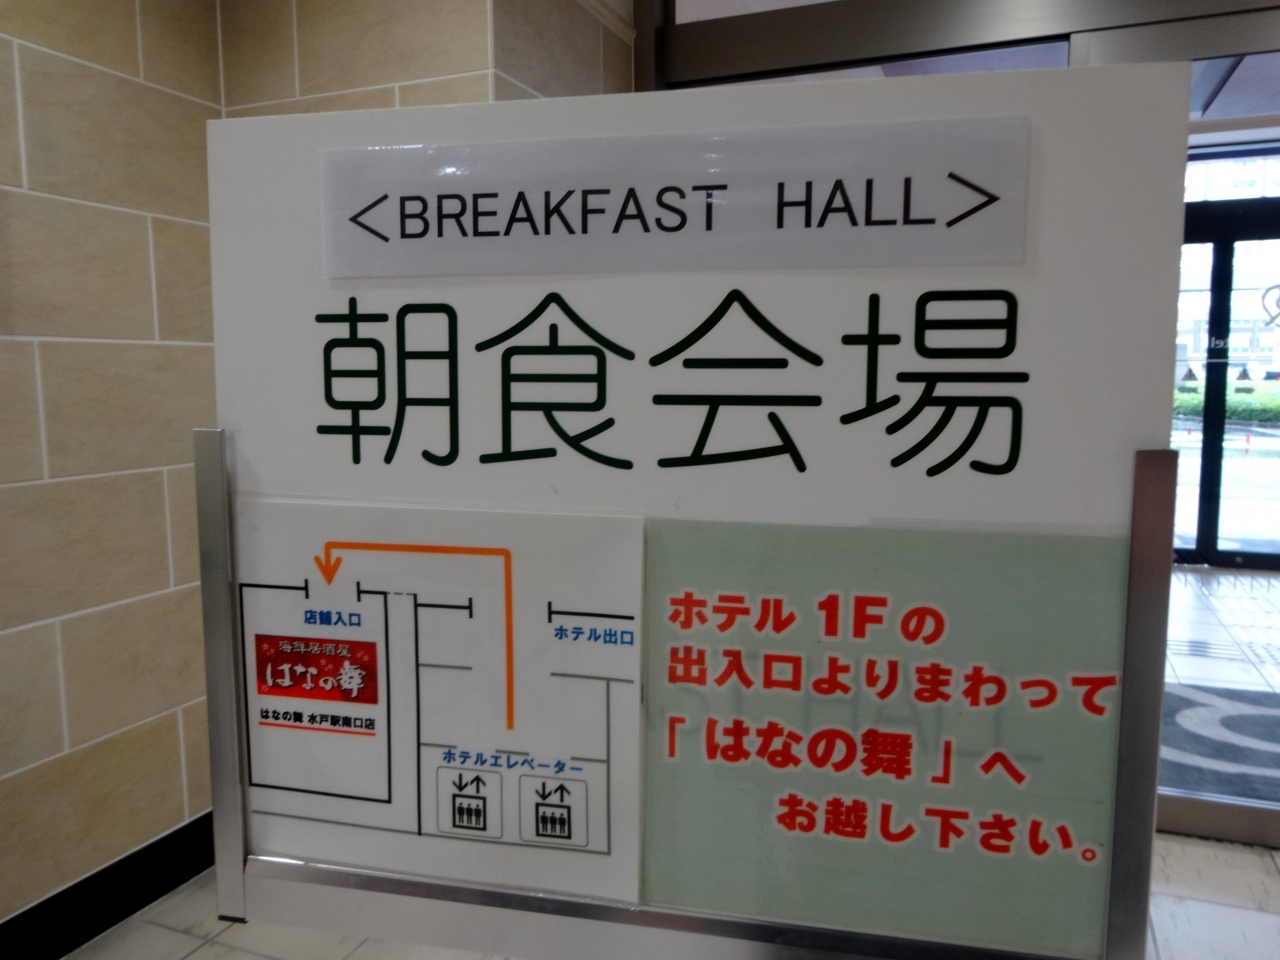 ＜BREAKFAST HALL＞
朝食会場
店舗入口
海鮮居酒屋
はなの舞
はなの舞 水戸駅南口店
ホテル出口
ホテルエレベーター
ホテル1Fの
出入口よりまわって
「はなの舞」へ
お越し下さい。